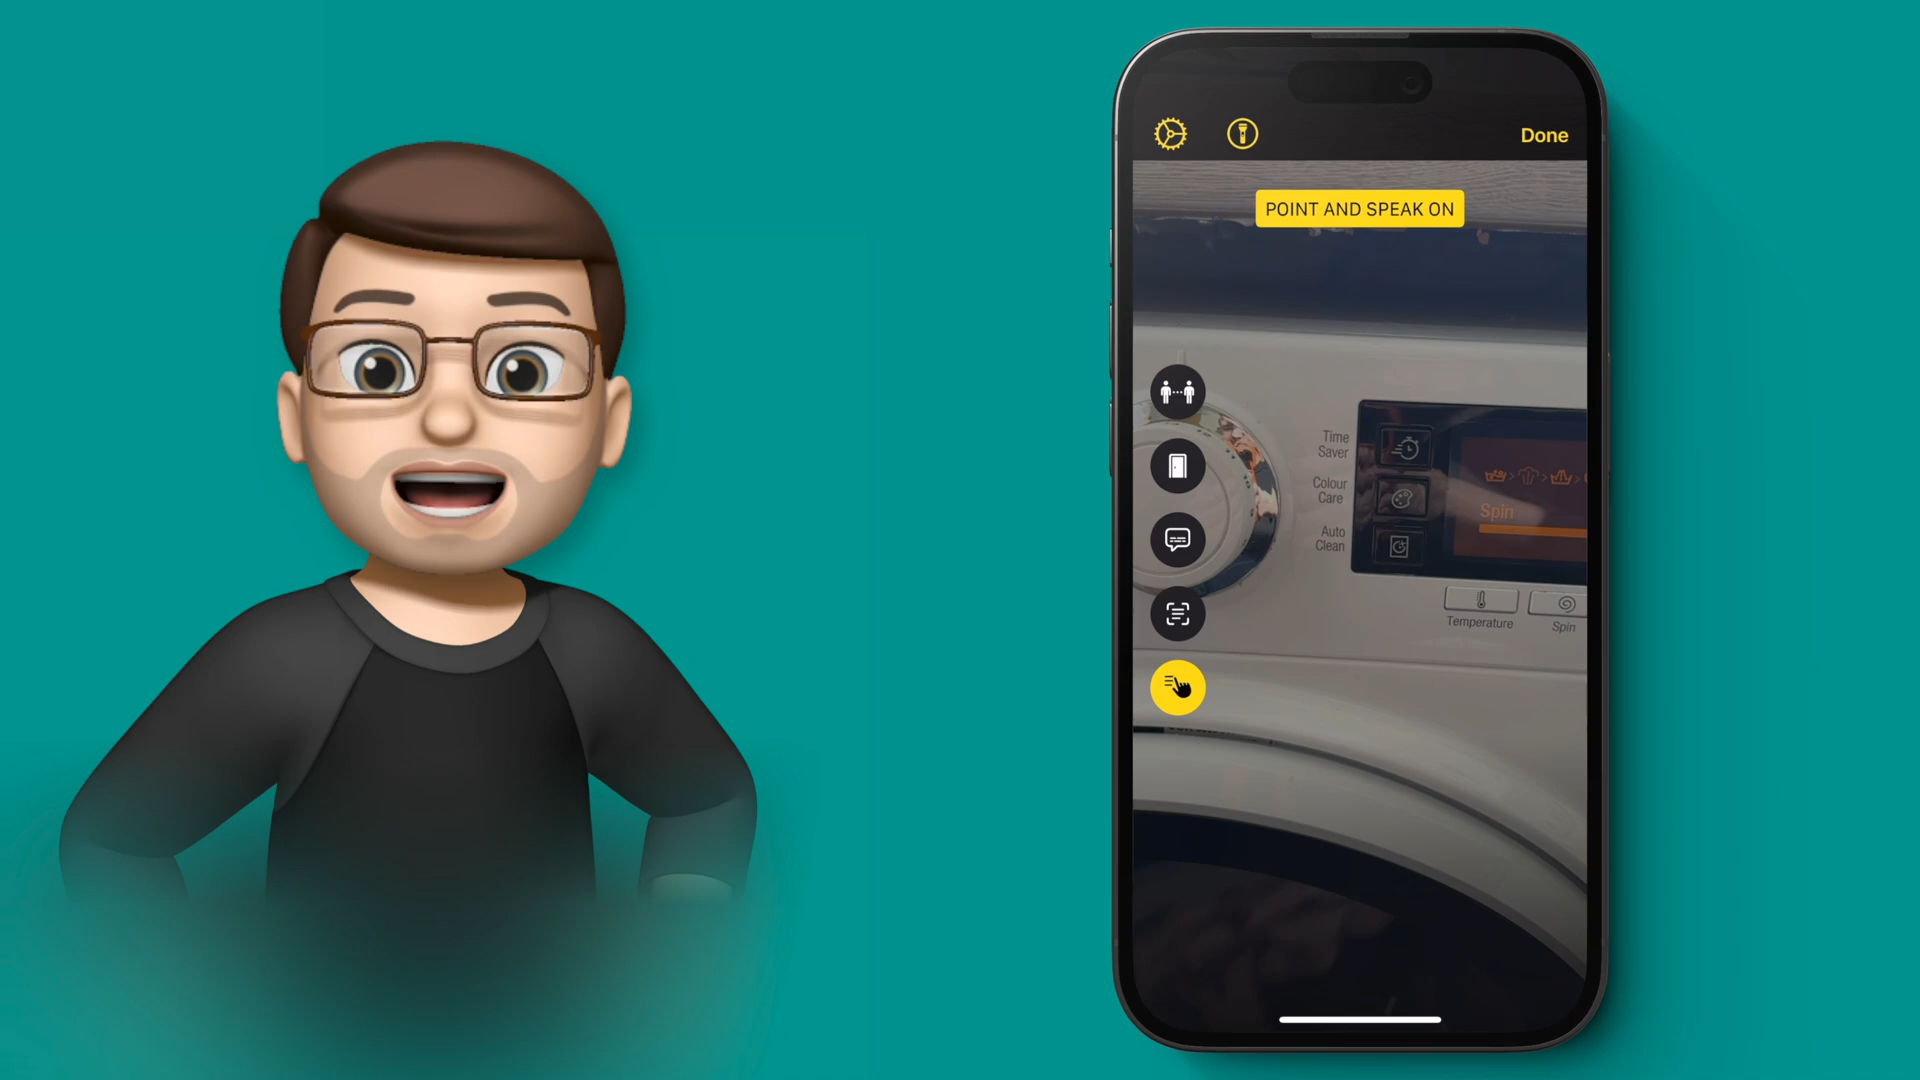 Done
POINT AND SPEAK ON
Time
Saver
Colour
Care
Auto
Clean
Spin
Temperature
Spin